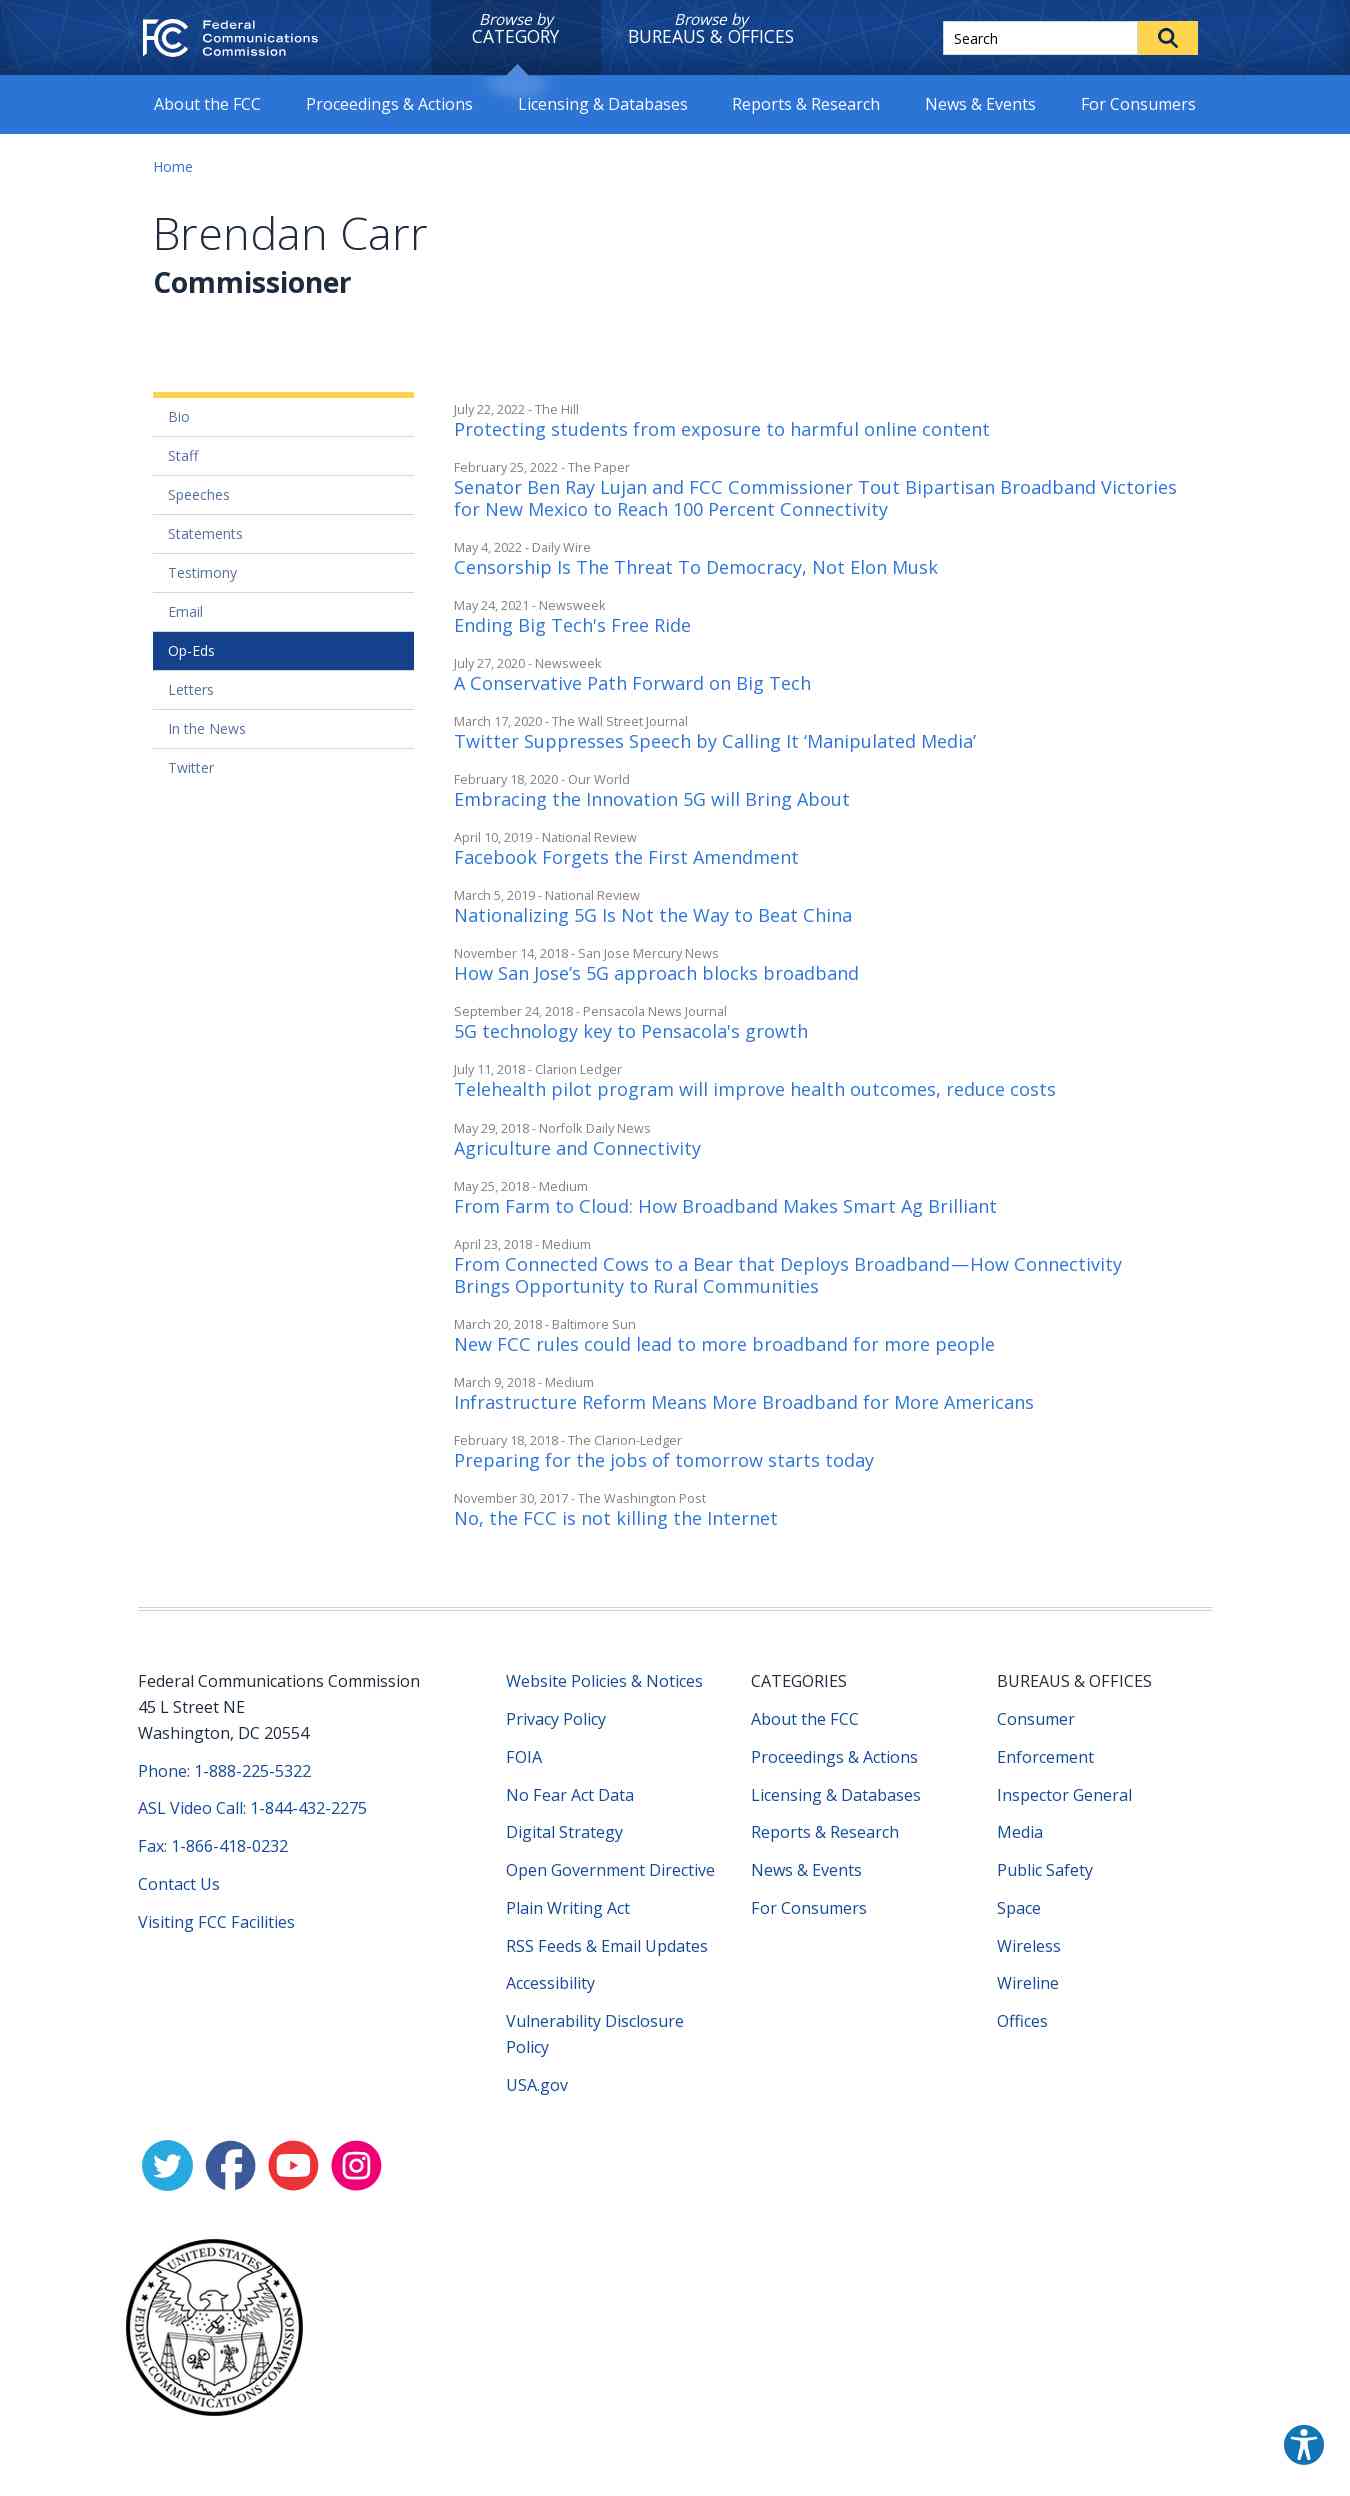 Federal
Communications
Commission
Browse by
CATEGORY
Browse by
BUREAUS & OFFICES
Search
About the FCC
Proceedings & Actions
Licensing & Databases
Reports & Research
News & Events
For Consumers
Home
Brendan Carr
Commissioner
Bio
Staff
Speeches
Statements
Testimony
Email
Op-Eds
Letters
In the News
Twitter
July 22, 2022 - The Hill
Protecting students from exposure to harmful online content
February 25, 2022 - The Paper
Senator Ben Ray Lujan and FCC Commissioner Tout Bipartisan Broadband Victories
for New Mexico to Reach 100 Percent Connectivity
May 4, 2022 - Daily Wire
Censorship Is The Threat To Democracy, Not Elon Musk
May 24, 2021 - Newsweek
Ending Big Tech's Free Ride
July 27, 2020 - Newsweek
A Conservative Path Forward on Big Tech
March 17, 2020 - The Wall Street Journal
Twitter Suppresses Speech by Calling It ‘Manipulated Media’
February 18, 2020 - Our World
Embracing the Innovation 5G will Bring About
April 10, 2019 - National Review
Facebook Forgets the First Amendment
March 5, 2019 - National Review
Nationalizing 5G Is Not the Way to Beat China
November 14, 2018 - San Jose Mercury News
How San Jose’s 5G approach blocks broadband
September 24, 2018 - Pensacola News Journal
5G technology key to Pensacola's growth
July 11, 2018 - Clarion Ledger
Telehealth pilot program will improve health outcomes, reduce costs
May 29, 2018 - Norfolk Daily News
Agriculture and Connectivity
May 25, 2018 - Medium
From Farm to Cloud: How Broadband Makes Smart Ag Brilliant
April 23, 2018 - Medium
From Connected Cows to a Bear that Deploys Broadband—How Connectivity
Brings Opportunity to Rural Communities
March 20, 2018 - Baltimore Sun
New FCC rules could lead to more broadband for more people
March 9, 2018 - Medium
Infrastructure Reform Means More Broadband for More Americans
February 18, 2018 - The Clarion-Ledger
Preparing for the jobs of tomorrow starts today
November 30, 2017 - The Washington Post
No, the FCC is not killing the Internet
Federal Communications Commission
45 L Street NE
Washington, DC 20554
Phone: 1-888-225-5322
ASL Video Call: 1-844-432-2275
Fax: 1-866-418-0232
Contact Us
Visiting FCC Facilities
Website Policies & Notices
Privacy Policy
FOIA
No Fear Act Data
Digital Strategy
Open Government Directive
Plain Writing Act
RSS Feeds & Email Updates
Accessibility
Vulnerability Disclosure
Policy
USA.gov
CATEGORIES
About the FCC
Proceedings & Actions
Licensing & Databases
Reports & Research
News & Events
For Consumers
BUREAUS & OFFICES
Consumer
Enforcement
Inspector General
Media
Public Safety
Space
Wireless
Wireline
Offices
UNITED STATES
FEDERAL COMMUNICATIONS COMMISSION